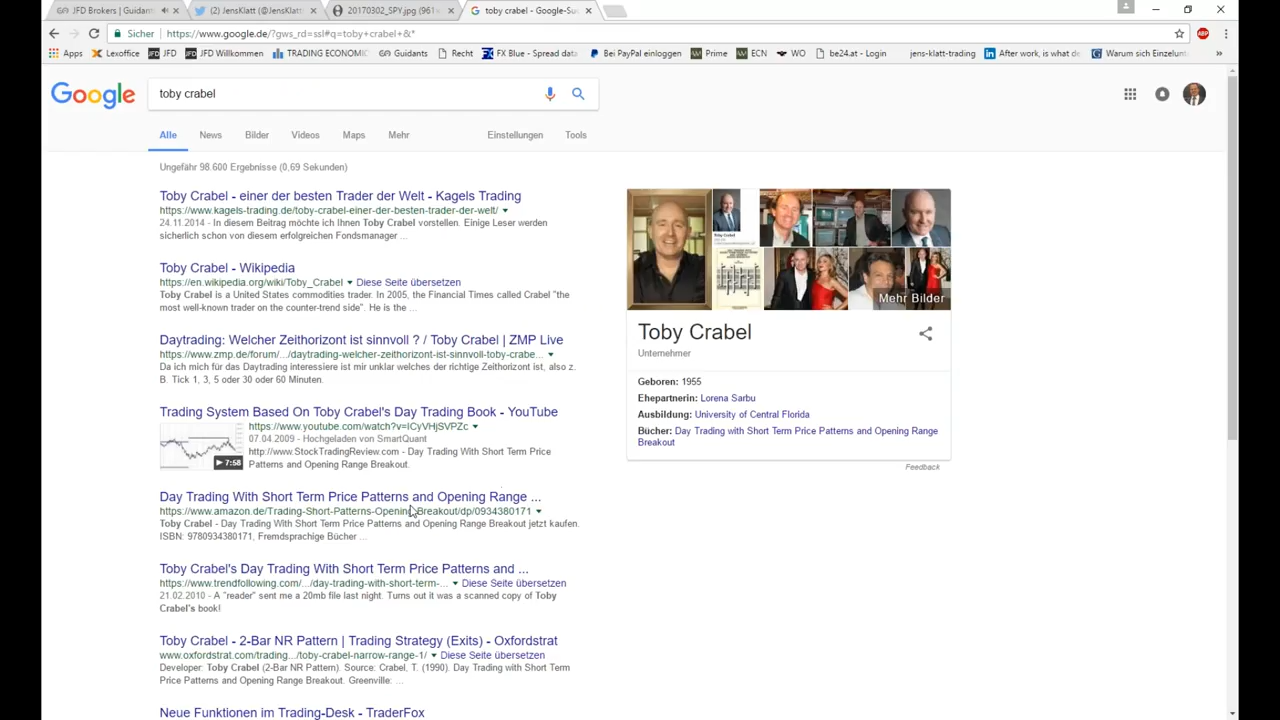 JFD Brokers | Guidant
(2) JensKlatt (@JensKlatt
20170302_SPY.jpg (961×
toby crabel - Google-Su
Sicher | https://www.google.de/?gws_rd=ssl#q=toby+crabel+&*
Apps Lexoffice JFD JFD Willkommen TRADING ECONOMIC Guidants Recht FX Blue - Spread data Bei PayPal einloggen Prime ECN WO be24.at - Login jens-klatt-trading After work, is what de Warum sich Einzelunt
Google
toby crabel
Alle News Bilder Videos Maps Mehr Einstellungen Tools
Ungefähr 98.600 Ergebnisse (0,69 Sekunden)
Toby Crabel - einer der besten Trader der Welt - Kagels Trading
https://www.kagels-trading.de/toby-crabel-einer-der-besten-trader-der-welt/
24.11.2014 - In diesem Beitrag möchte ich Ihnen Toby Crabel vorstellen. Einige Leser werden
sicherlich schon von diesem erfolgreichen Fondsmanager ...
Toby Crabel - Wikipedia
https://en.wikipedia.org/wiki/Toby_Crabel Diese Seite übersetzen
Toby Crabel is a United States commodities trader. In 2005, the Financial Times called Crabel "the
most well-known trader on the counter-trend side". He is the ...
Daytrading: Welcher Zeithorizont ist sinnvoll ? / Toby Crabel | ZMP Live
https://www.zmp.de/forum/.../daytrading-welcher-zeithorizont-ist-sinnvoll-toby-crabe...
Da ich mich für das Daytrading interessiere ist mir unklar welches der richtige Zeithorizont ist, also z.
B. Tick 1, 3, 5 oder 30 oder 60 Minuten.
Trading System Based On Toby Crabel's Day Trading Book - YouTube
https://www.youtube.com/watch?v=ICyVHjSVPZc
07.04.2009 - Hochgeladen von SmartQuant
http://www.StockTradingReview.com - Day Trading With Short Term Price
Patterns and Opening Range Breakout.
7:58
Day Trading With Short Term Price Patterns and Opening Range ...
https://www.amazon.de/Trading-Short-Patterns-Opening-Breakout/dp/0934380171
Toby Crabel - Day Trading With Short Term Price Patterns and Opening Range Breakout jetzt kaufen.
ISBN: 9780934380171, Fremdsprachige Bücher ...
Toby Crabel's Day Trading With Short Term Price Patterns and ...
https://www.trendfollowing.com/.../day-trading-with-short-term-... Diese Seite übersetzen
21.02.2010 - A "reader" sent me a 20mb file last night. Turns out it was a scanned copy of Toby
Crabel's book!
Toby Crabel - 2-Bar NR Pattern | Trading Strategy (Exits) - Oxfordstrat
www.oxfordstrat.com/trading.../toby-crabel-narrow-range-1/ Diese Seite übersetzen
Developer: Toby Crabel (2-Bar NR Pattern). Source: Crabel, T. (1990). Day Trading with Short Term
Price Patterns and Opening Range Breakout. Greenville: ...
Neue Funktionen im Trading-Desk - TraderFox
Mehr Bilder
Toby Crabel
Unternehmer
Geboren: 1955
Ehepartnerin: Lorena Sarbu
Ausbildung: University of Central Florida
Bücher: Day Trading with Short Term Price Patterns and Opening Range
Breakout
Feedback